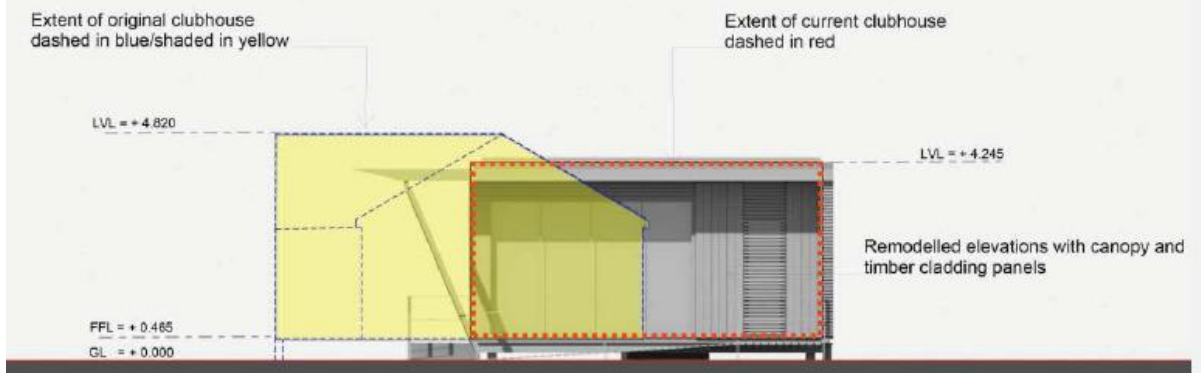 Extent of original clubhouse
dashed in blue/shaded in yellow
Extent of current clubhouse
dashed in red
LVL = + 4.820
LVL = + 4.245
Remodelled elevations with canopy and
timber cladding panels
FFL = + 0.465
GL = + 0.000